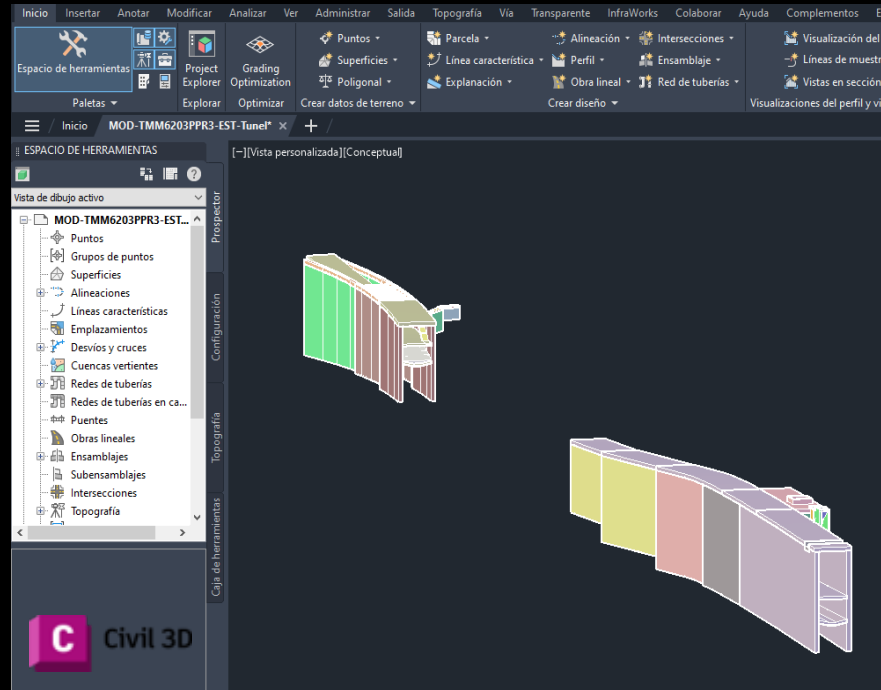 Inicio Insertar Anotar Modificar Analizar Ver Administrar Salida Topografía Vía Transparente InfraWorks Colaborar Ayuda Complementos E
Espacio de herramientas
Paletas
Project Explorer
Explorar
Grading Optimization
Optimizar
Puntos
Superficies
Poligonal
Crear datos de terreno
Parcela
Línea característica
Explanación
Alineación
Perfil
Obra lineal
Intersecciones
Ensamblaje
Red de tuberías
Crear diseño
Visualización del
Líneas de muestr
Vistas en sección
Visualizaciones del perfil y vi
Inicio
MOD-TMM6203PPR3-EST-Tunel*
ESPACIO DE HERRAMIENTAS
Vista de dibujo activo
MOD-TMM6203PPR3-EST...
Puntos
Grupos de puntos
Superficies
Alineaciones
Líneas características
Emplazamientos
Desvíos y cruces
Cuencas vertientes
Redes de tuberías
Redes de tuberías en ca...
Puentes
Obras lineales
Ensamblajes
Subensamblajes
Intersecciones
Topografía
Prospector
Configuración
Topografía
Caja de herramientas
[−][Vista personalizada][Conceptual]
C Civil 3D